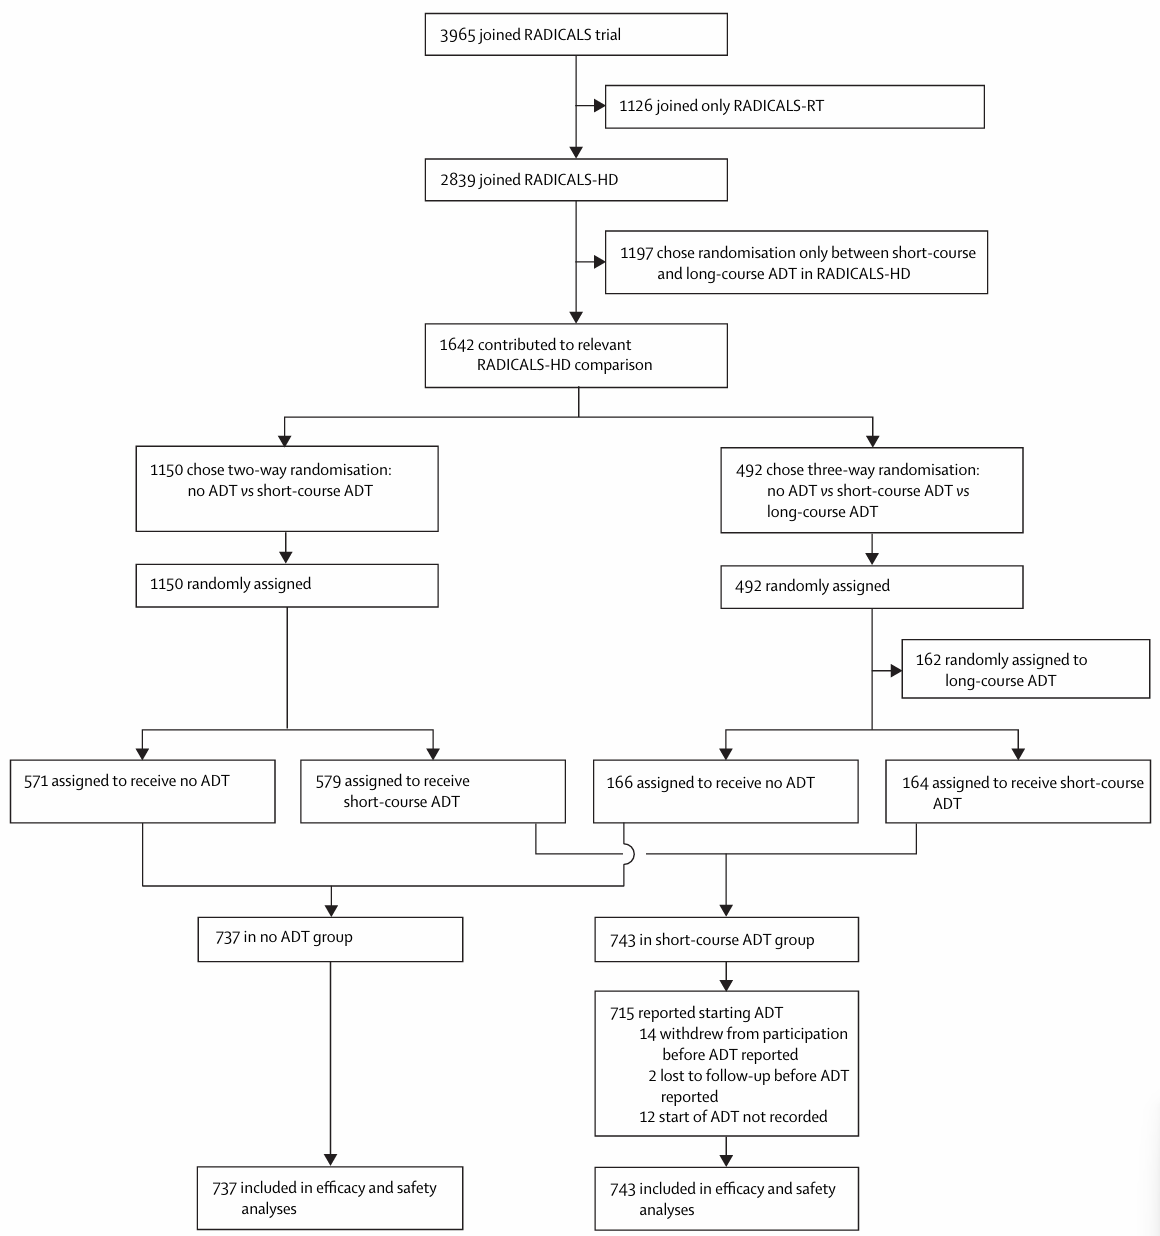 3965 joined RADICALS trial
1126 joined only RADICALS-RT
2839 joined RADICALS-HD
1197 chose randomisation only between short-course
and long-course ADT in RADICALS-HD
1642 contributed to relevant
RADICALS-HD comparison
1150 chose two-way randomisation:
no ADT vs short-course ADT
492 chose three-way randomisation:
no ADT vs short-course ADT vs
long-course ADT
1150 randomly assigned
492 randomly assigned
162 randomly assigned to
long-course ADT
571 assigned to receive no ADT
579 assigned to receive
short-course ADT
166 assigned to receive no ADT
164 assigned to receive short-course
ADT
737 in no ADT group
743 in short-course ADT group
715 reported starting ADT
14 withdrew from participation
before ADT reported
2 lost to follow-up before ADT
reported
12 start of ADT not recorded
737 included in efficacy and safety
analyses
743 included in efficacy and safety
analyses